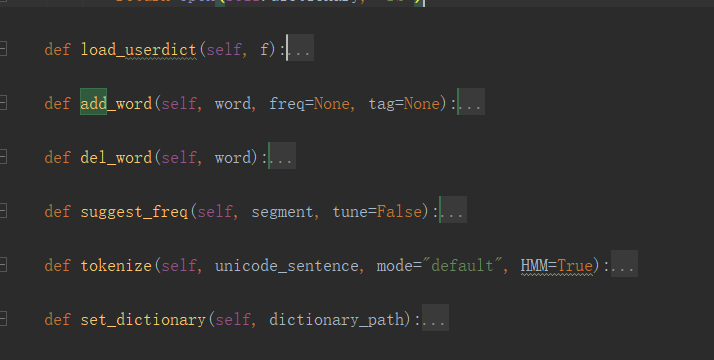 def load_userdict(self, f):...
def add_word(self, word, freq=None, tag=None):...
def del_word(self, word):...
def suggest_freq(self, segment, tune=False):...
def tokenize(self, unicode_sentence, mode="default", HMM=True):...
def set_dictionary(self, dictionary_path):...